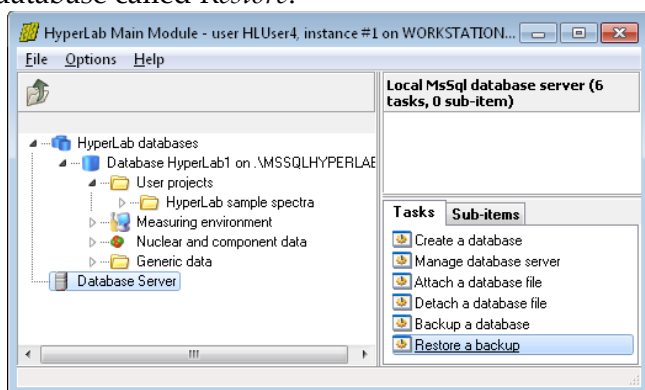 database called Restore.
HyperLab Main Module - user HLUser4, instance #1 on WORKSTATION...
File Options Help
Local MsSql database server (6
tasks, 0 sub-item)
HyperLab databases
Database HyperLab1 on .\MSSQLHYPERLAE
User projects
HyperLab sample spectra
Measuring environment
Nuclear and component data
Generic data
Database Server
Tasks Sub-items
Create a database
Manage database server
Attach a database file
Detach a database file
Backup a database
Restore a backup